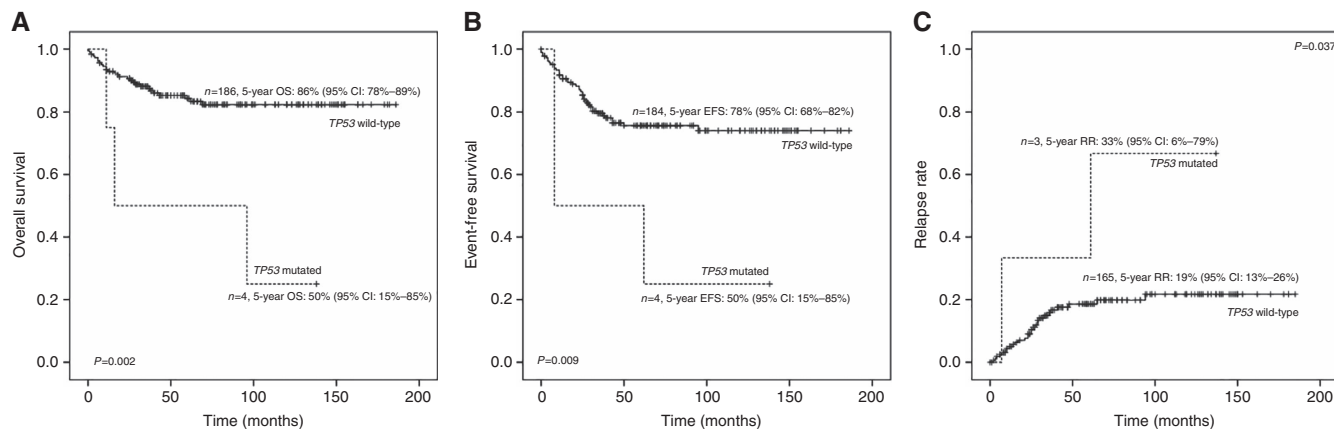 A
Overall survival
1.0
0.8
0.6
0.4
0.2
0.0
n=186, 5-year OS: 86% (95% CI: 78%–89%)
TP53 wild-type
TP53 mutated
n=4, 5-year OS: 50% (95% CI: 15%–85%)
P=0.002
0 50 100 150 200
Time (months)
B
Event-free survival
1.0
0.8
0.6
0.4
0.2
0.0
n=184, 5-year EFS: 78% (95% CI: 68%–82%)
TP53 wild-type
TP53 mutated
n=4, 5-year EFS: 50% (95% CI: 15%–85%)
P=0.009
0 50 100 150 200
Time (months)
C
Relapse rate
1.0
0.8
0.6
0.4
0.2
0.0
P=0.037
n=3, 5-year RR: 33% (95% CI: 6%–79%)
TP53 mutated
n=165, 5-year RR: 19% (95% CI: 13%–26%)
TP53 wild-type
0 50 100 150 200
Time (months)